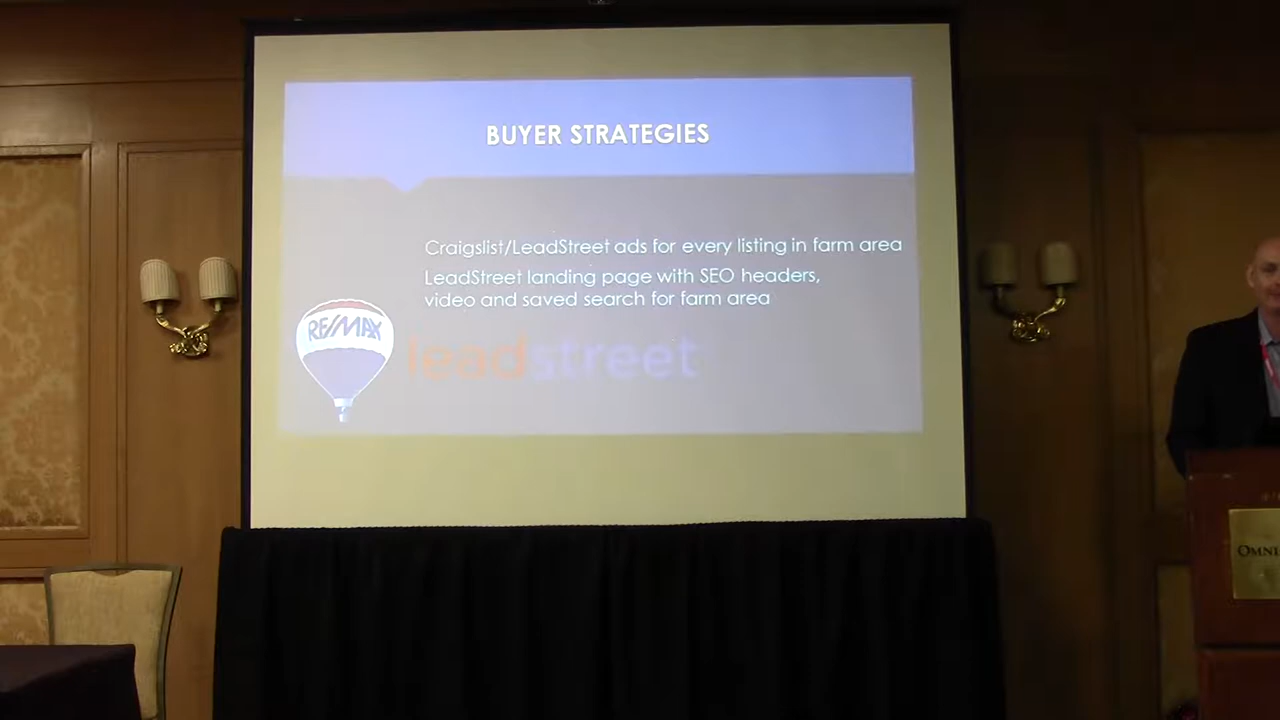 BUYER STRATEGIES
Craigslist/LeadStreet ads for every listing in farm area
LeadStreet landing page with SEO headers,
video and saved search for farm area
RE/MAX
leadstreet
OMNI